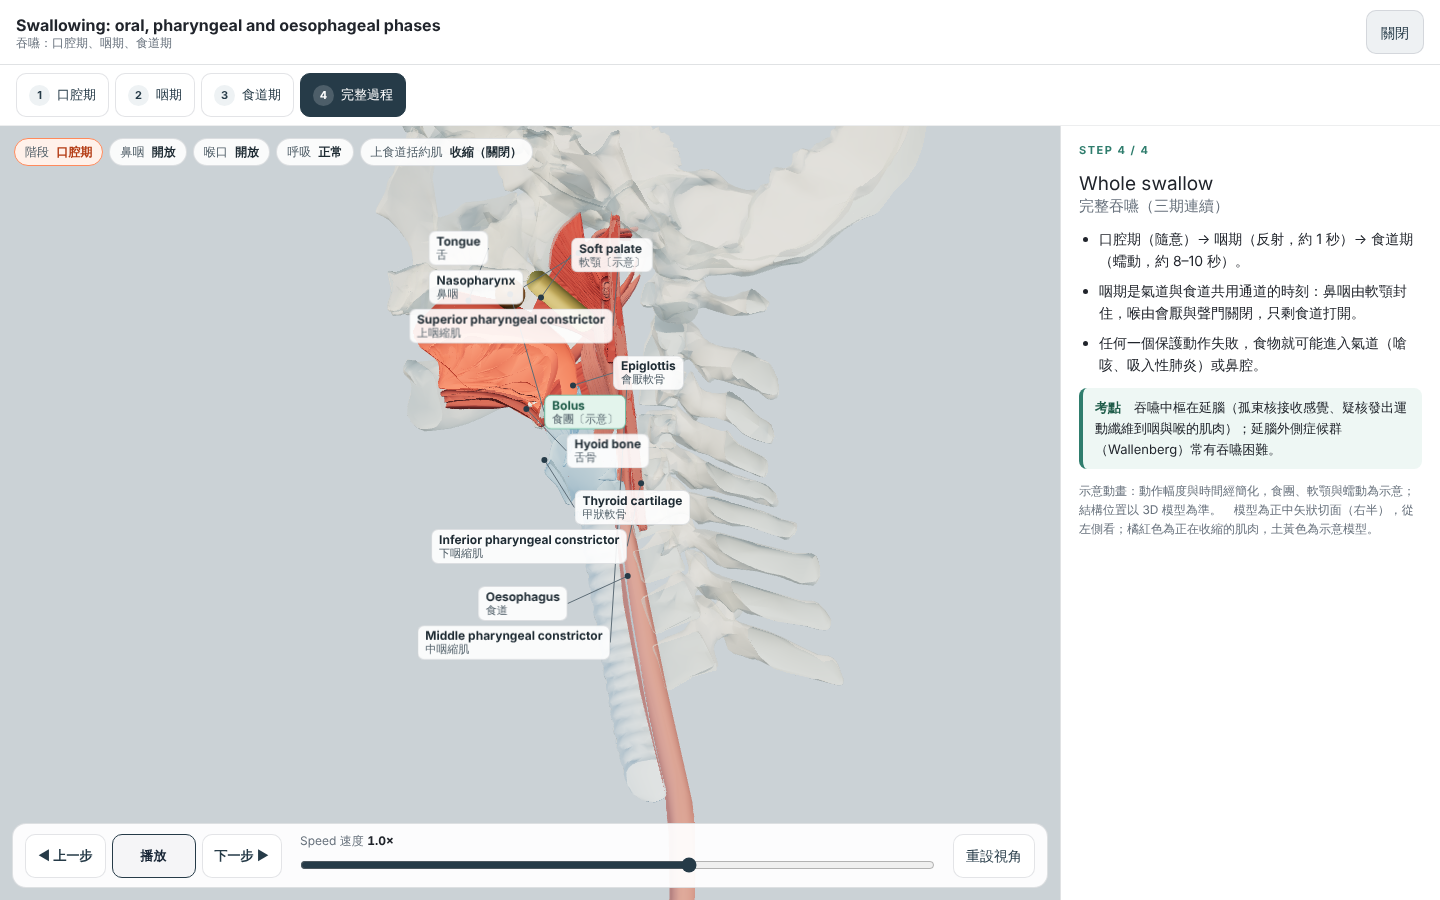 Swallowing: oral, pharyngeal and oesophageal phases
吞嚥：口腔期、咽期、食道期
關閉
1 口腔期
2 咽期
3 食道期
4 完整過程
階段 口腔期
鼻咽 開放
喉口 開放
呼吸 正常
上食道括約肌 收縮（關閉）
Tongue
舌
Soft palate
軟顎〔示意〕
Nasopharynx
鼻咽
Superior pharyngeal constrictor
上咽縮肌
Epiglottis
會厭軟骨
Bolus
食團〔示意〕
Hyoid bone
舌骨
Thyroid cartilage
甲狀軟骨
Inferior pharyngeal constrictor
下咽縮肌
Oesophagus
食道
Middle pharyngeal constrictor
中咽縮肌
◀ 上一步
播放
下一步 ▶
Speed 速度 1.0×
重設視角
STEP 4 / 4
Whole swallow
完整吞嚥（三期連續）
• 口腔期（隨意）→ 咽期（反射，約 1 秒）→ 食道期
（蠕動，約 8–10 秒）。
• 咽期是氣道與食道共用通道的時刻：鼻咽由軟顎封
住，喉由會厭與聲門關閉，只剩食道打開。
• 任何一個保護動作失敗，食物就可能進入氣道（嗆
咳、吸入性肺炎）或鼻腔。
考點 吞嚥中樞在延腦（孤束核接收感覺、疑核發出運
動纖維到咽與喉的肌肉）；延腦外側症候群
（Wallenberg）常有吞嚥困難。
示意動畫：動作幅度與時間經簡化，食團、軟顎與蠕動為示意；
結構位置以 3D 模型為準。 模型為正中矢狀切面（右半），從
左側看；橘紅色為正在收縮的肌肉，土黃色為示意模型。